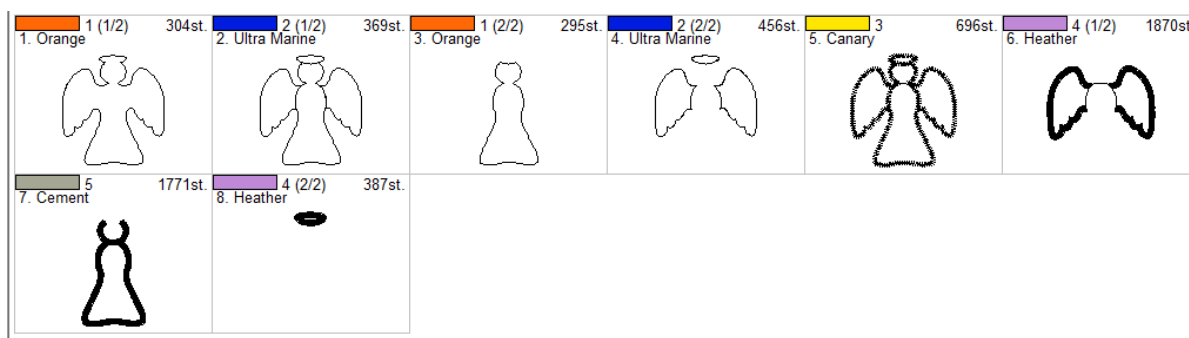 1 (1/2) 304st.
1. Orange
2 (1/2) 369st.
2. Ultra Marine
1 (2/2) 295st.
3. Orange
2 (2/2) 456st.
4. Ultra Marine
3 696st.
5. Canary
4 (1/2) 1870st.
6. Heather
5 1771st.
7. Cement
4 (2/2) 387st.
8. Heather